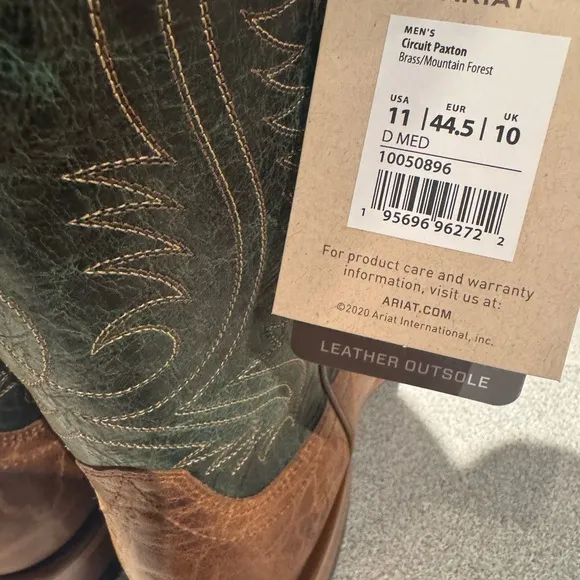 ARIAT
MEN'S
Circuit Paxton
Brass/Mountain Forest
USA EUR UK
11 | 44.5 | 10
D MED
10050896
1 95696 96272 2
For product care and warranty
information, visit us at:
ARIAT.COM
©2020 Ariat International, inc.
LEATHER OUTSOLE